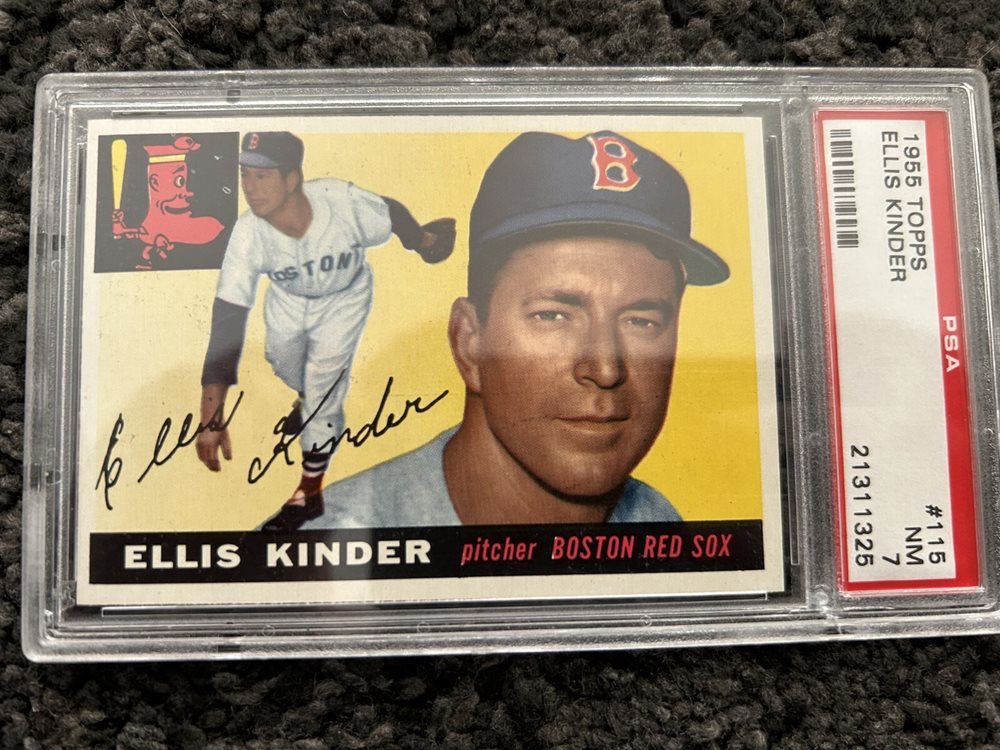 B
B
BOSTON
Ellis Kinder
ELLIS KINDER pitcher BOSTON RED SOX
1955 TOPPS #115
ELLIS KINDER NM 7
PSA 21311325